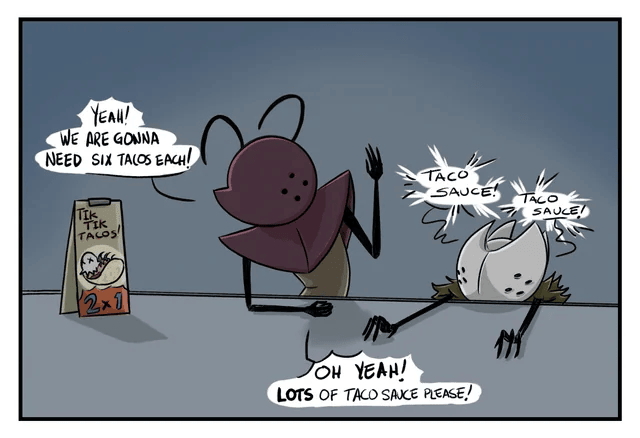 YEAH!
WE ARE GONNA
NEED SIX TACOS EACH!
TIK
TIK
TACOS!
2x1
TACO
SAUCE!
TACO
SAUCE!
OH YEAH!
LOTS OF TACO SAUCE PLEASE!